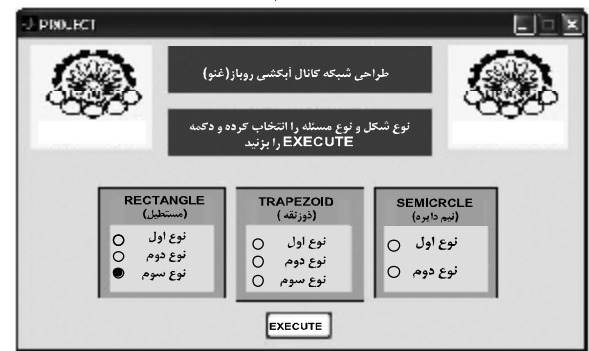 PROJECT
طراحی شبکه کانال آبکشی روباز(غنو)
نوع شکل و نوع مسئله را انتخاب کرده و دکمه
EXECUTE را بزنید
RECTANGLE
(مستطیل)
نوع اول
نوع دوم
نوع سوم
TRAPEZOID
(ذوزنقه )
نوع اول
نوع دوم
نوع سوم
SEMICRCLE
(نیم دایره)
نوع اول
نوع دوم
EXECUTE